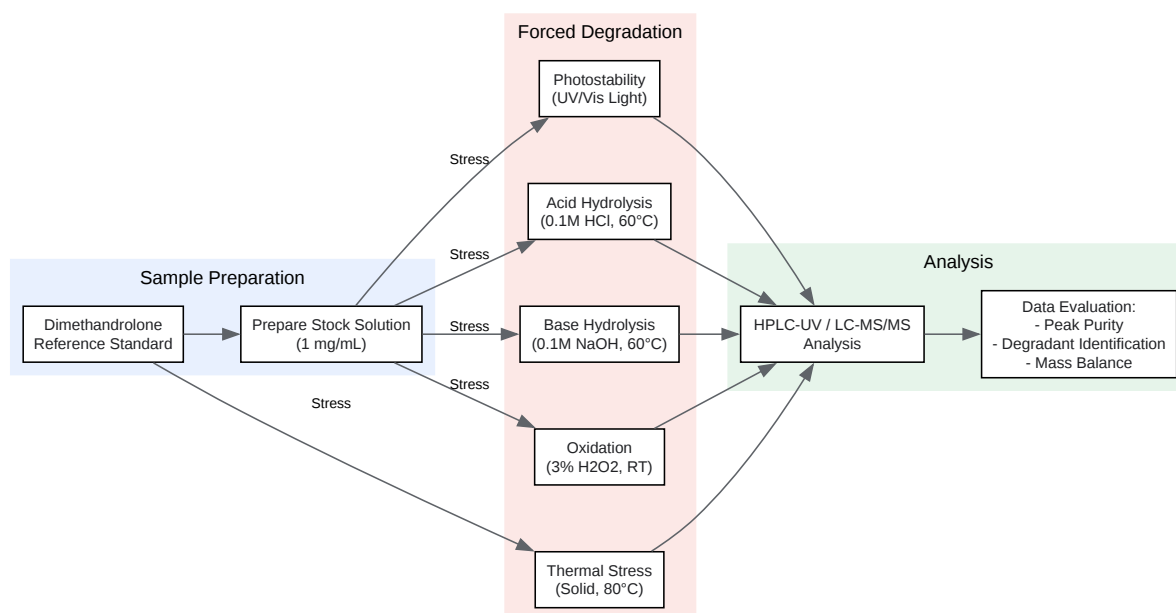 Forced Degradation
Photostability
(UV/Vis Light)
Stress
Acid Hydrolysis
(0.1M HCl, 60°C)
Stress
Sample Preparation
Analysis
Dimethandrolone
Reference Standard
Prepare Stock Solution
(1 mg/mL)
Stress
Base Hydrolysis
(0.1M NaOH, 60°C)
HPLC-UV / LC-MS/MS
Analysis
Data Evaluation:
- Peak Purity
- Degradant Identification
- Mass Balance
Stress
Stress
Oxidation
(3% H2O2, RT)
Thermal Stress
(Solid, 80°C)